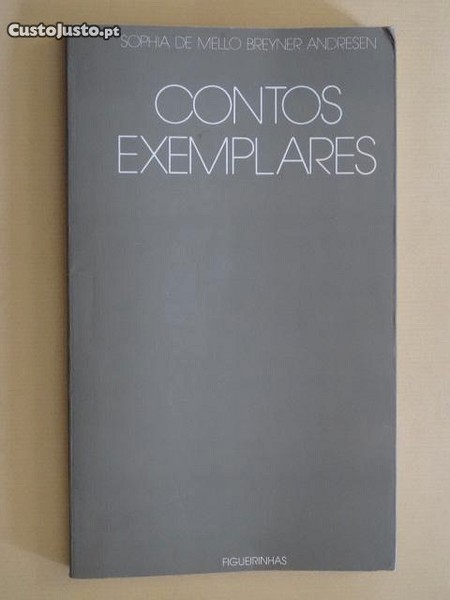 CustoJusto.pt
SOPHIA DE MELLO BREYNER ANDRESEN
CONTOS
EXEMPLARES
FIGUEIRINHAS